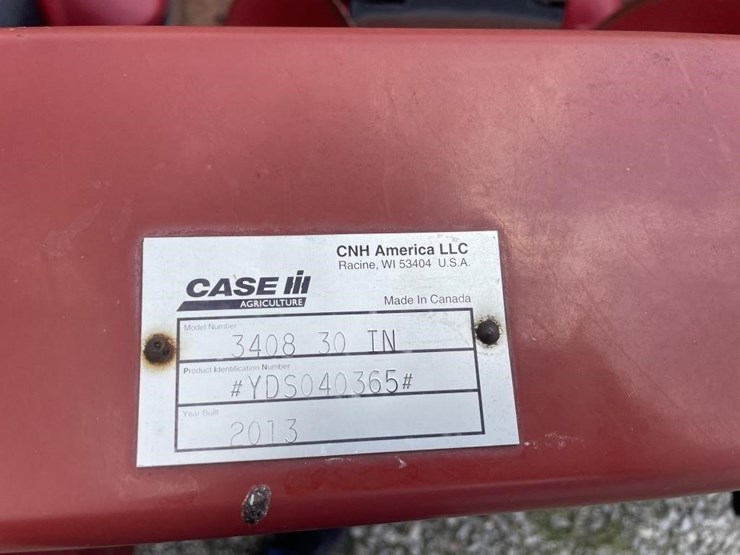 CNH America LLC
Racine, WI 53404 U.S.A.
CASE IH
AGRICULTURE
Made In Canada
Model Number
3408 30 IN
Product Identification Number
#YDS040365#
Year Built
2013